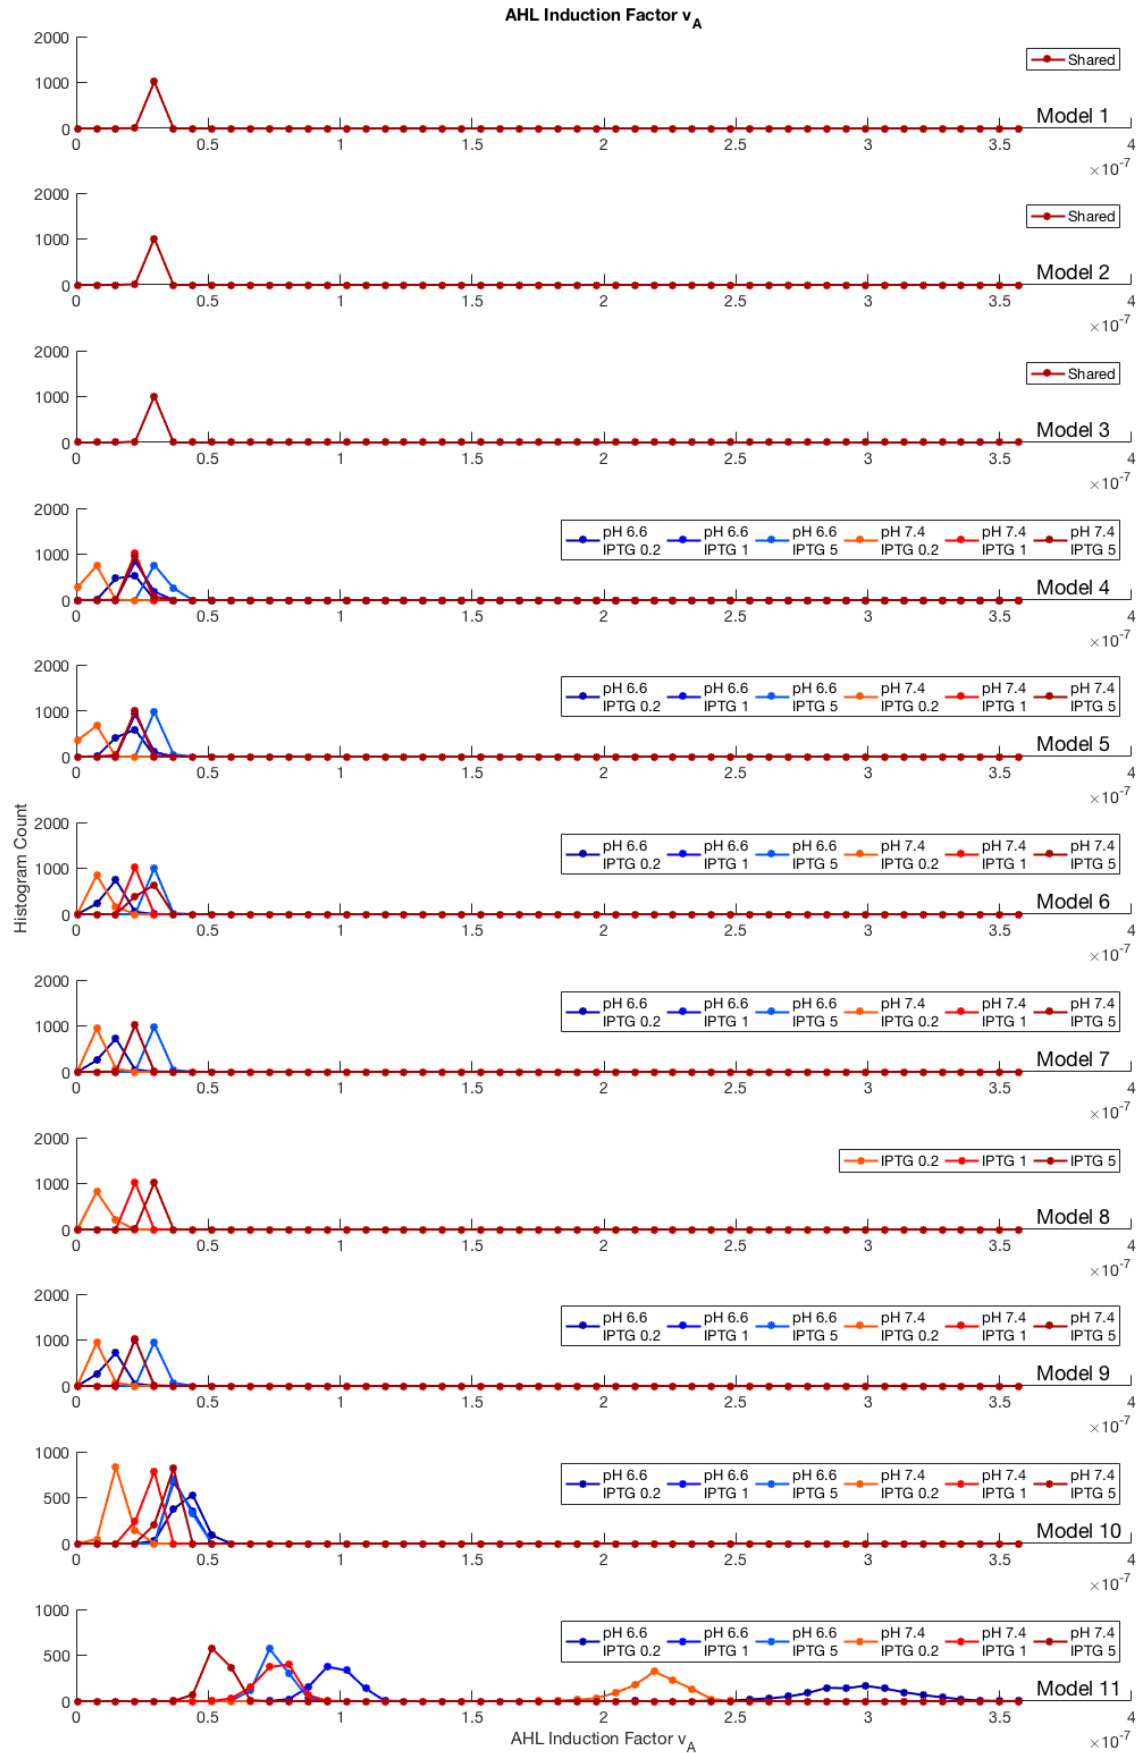 AHL Induction Factor v_A
2000
1000
0
Shared
Model 1
0 0.5 1 1.5 2 2.5 3 3.5 4
×10⁻⁷
2000
1000
0
Shared
Model 2
0 0.5 1 1.5 2 2.5 3 3.5 4
×10⁻⁷
2000
1000
0
Shared
Model 3
0 0.5 1 1.5 2 2.5 3 3.5 4
×10⁻⁷
2000
1000
0
pH 6.6 pH 6.6 pH 6.6 pH 7.4 pH 7.4 pH 7.4
IPTG 0.2 IPTG 1 IPTG 5 IPTG 0.2 IPTG 1 IPTG 5
Model 4
0 0.5 1 1.5 2 2.5 3 3.5 4
×10⁻⁷
2000
1000
0
pH 6.6 pH 6.6 pH 6.6 pH 7.4 pH 7.4 pH 7.4
IPTG 0.2 IPTG 1 IPTG 5 IPTG 0.2 IPTG 1 IPTG 5
Model 5
0 0.5 1 1.5 2 2.5 3 3.5 4
×10⁻⁷
Histogram Count
2000
1000
0
pH 6.6 pH 6.6 pH 6.6 pH 7.4 pH 7.4 pH 7.4
IPTG 0.2 IPTG 1 IPTG 5 IPTG 0.2 IPTG 1 IPTG 5
Model 6
0 0.5 1 1.5 2 2.5 3 3.5 4
×10⁻⁷
2000
1000
0
pH 6.6 pH 6.6 pH 6.6 pH 7.4 pH 7.4 pH 7.4
IPTG 0.2 IPTG 1 IPTG 5 IPTG 0.2 IPTG 1 IPTG 5
Model 7
0 0.5 1 1.5 2 2.5 3 3.5 4
×10⁻⁷
2000
1000
0
IPTG 0.2 IPTG 1 IPTG 5
Model 8
0 0.5 1 1.5 2 2.5 3 3.5 4
×10⁻⁷
2000
1000
0
pH 6.6 pH 6.6 pH 6.6 pH 7.4 pH 7.4 pH 7.4
IPTG 0.2 IPTG 1 IPTG 5 IPTG 0.2 IPTG 1 IPTG 5
Model 9
0 0.5 1 1.5 2 2.5 3 3.5 4
×10⁻⁷
1000
500
0
pH 6.6 pH 6.6 pH 6.6 pH 7.4 pH 7.4 pH 7.4
IPTG 0.2 IPTG 1 IPTG 5 IPTG 0.2 IPTG 1 IPTG 5
Model 10
0 0.5 1 1.5 2 2.5 3 3.5 4
×10⁻⁷
1000
500
0
pH 6.6 pH 6.6 pH 6.6 pH 7.4 pH 7.4 pH 7.4
IPTG 0.2 IPTG 1 IPTG 5 IPTG 0.2 IPTG 1 IPTG 5
Model 11
0 0.5 1 1.5 2 2.5 3 3.5 4
×10⁻⁷
AHL Induction Factor v_A